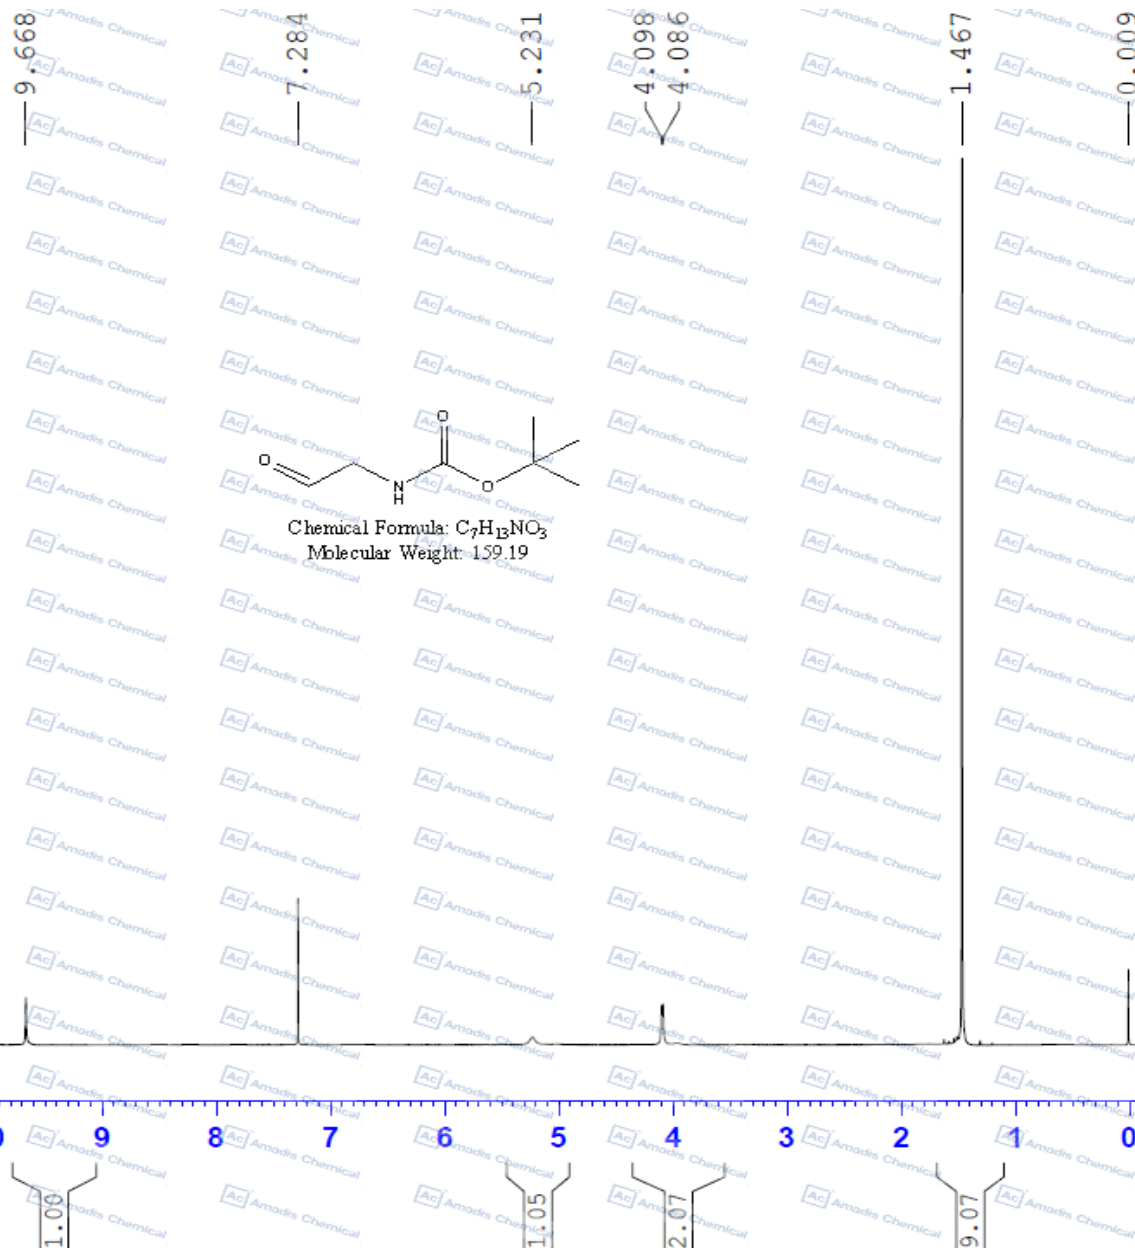 9.668
7.284
5.231
4.098
4.086
1.467
0.009
O
O
N
H
O
Chemical Formula: C₇H₁₃NO₃
Molecular Weight: 159.19
9 8 7 6 5 4 3 2 1 0
1.00
1.05
2.07
9.07
Ac Amadis Chemical